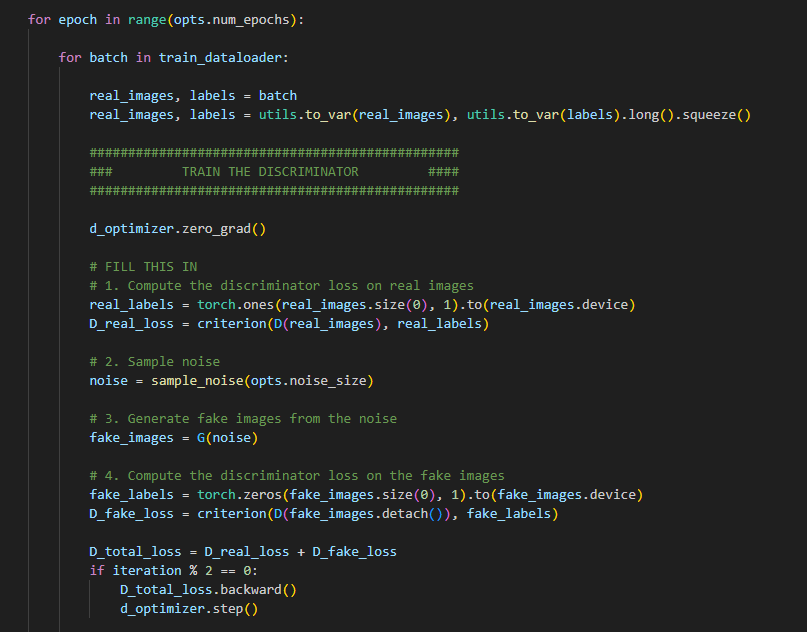 for epoch in range(opts.num_epochs):
for batch in train_dataloader:
real_images, labels = batch
real_images, labels = utils.to_var(real_images), utils.to_var(labels).long().squeeze()
################################################
###         TRAIN THE DISCRIMINATOR         ####
################################################
d_optimizer.zero_grad()
# FILL THIS IN
# 1. Compute the discriminator loss on real images
real_labels = torch.ones(real_images.size(0), 1).to(real_images.device)
D_real_loss = criterion(D(real_images), real_labels)
# 2. Sample noise
noise = sample_noise(opts.noise_size)
# 3. Generate fake images from the noise
fake_images = G(noise)
# 4. Compute the discriminator loss on the fake images
fake_labels = torch.zeros(fake_images.size(0), 1).to(fake_images.device)
D_fake_loss = criterion(D(fake_images.detach()), fake_labels)
D_total_loss = D_real_loss + D_fake_loss
if iteration % 2 == 0:
D_total_loss.backward()
d_optimizer.step()